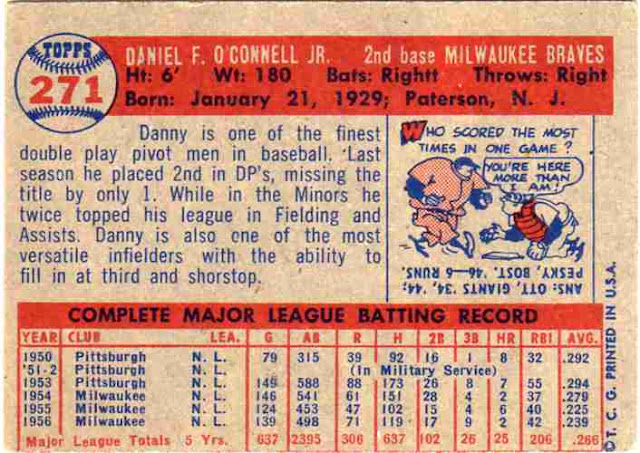 TOPPS
271
DANIEL F. O'CONNELL JR. 2nd base MILWAUKEE BRAVES
Ht: 6' Wt: 180 Bats: Rightt Throws: Right
Born: January 21, 1929; Paterson, N. J.
Danny is one of the finest
double play pivot men in baseball. Last
season he placed 2nd in DP's, missing the
title by only 1. While in the Minors he
twice topped his league in Fielding and
Assists. Danny is also one of the most
versatile infielders with the ability to
fill in at third and shorstop.
WHO SCORED THE MOST
TIMES IN ONE GAME?
YOU'RE HERE
MORE THAN
I AM!
ANS: OTT, GIANTS '34, '44;
PESKY, BOST. '46—6 RUNS.
COMPLETE MAJOR LEAGUE BATTING RECORD
YEAR CLUB LEA. G AB R H 2B 3B HR RBI AVG.
1950 Pittsburgh N. L. 79 315 39 92 16 1 8 32 .292
'51-2 (In Military Service)
1953 Pittsburgh N. L. 149 588 88 173 26 8 7 55 .294
1954 Milwaukee N. L. 146 541 61 151 28 4 2 37 .279
1955 Milwaukee N. L. 124 453 47 102 15 4 6 40 .225
1956 Milwaukee N. L. 139 498 71 119 17 9 2 42 .239
Major League Totals 5 Yrs. 637 2395 306 637 102 26 25 206 .266
© T. C. G. PRINTED IN U.S.A.